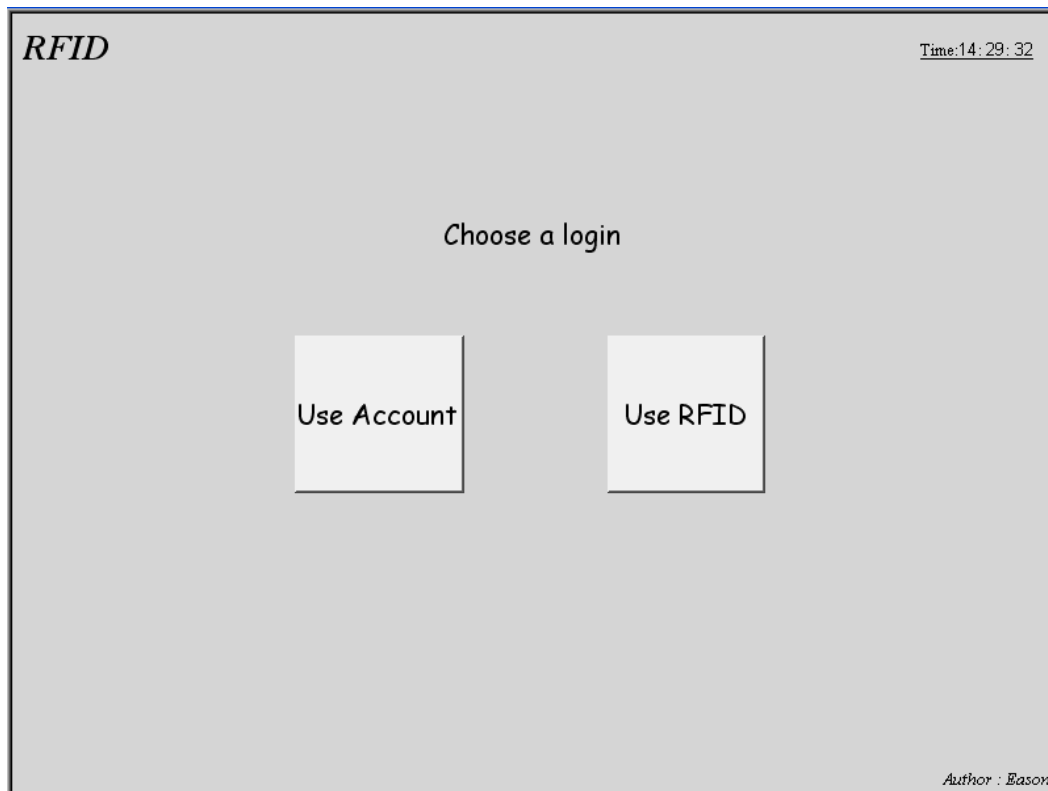 RFID
Time:14: 29: 32
Choose a login
Use Account
Use RFID
Author : Eason